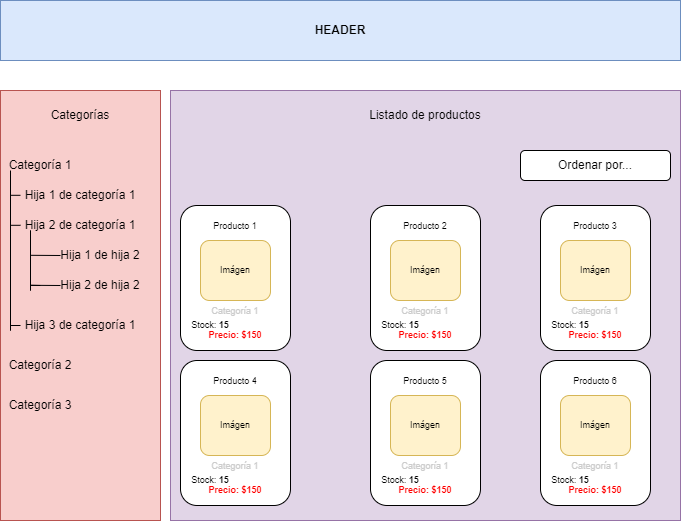 HEADER
Categorías
Categoría 1
Hija 1 de categoría 1
Hija 2 de categoría 1
Hija 1 de hija 2
Hija 2 de hija 2
Hija 3 de categoría 1
Categoría 2
Categoría 3
Listado de productos
Ordenar por...
Producto 1
Imágen
Categoría 1
Stock: 15
Precio: $150
Producto 2
Imágen
Categoría 1
Stock: 15
Precio: $150
Producto 3
Imágen
Categoría 1
Stock: 15
Precio: $150
Producto 4
Imágen
Categoría 1
Stock: 15
Precio: $150
Producto 5
Imágen
Categoría 1
Stock: 15
Precio: $150
Producto 6
Imágen
Categoría 1
Stock: 15
Precio: $150